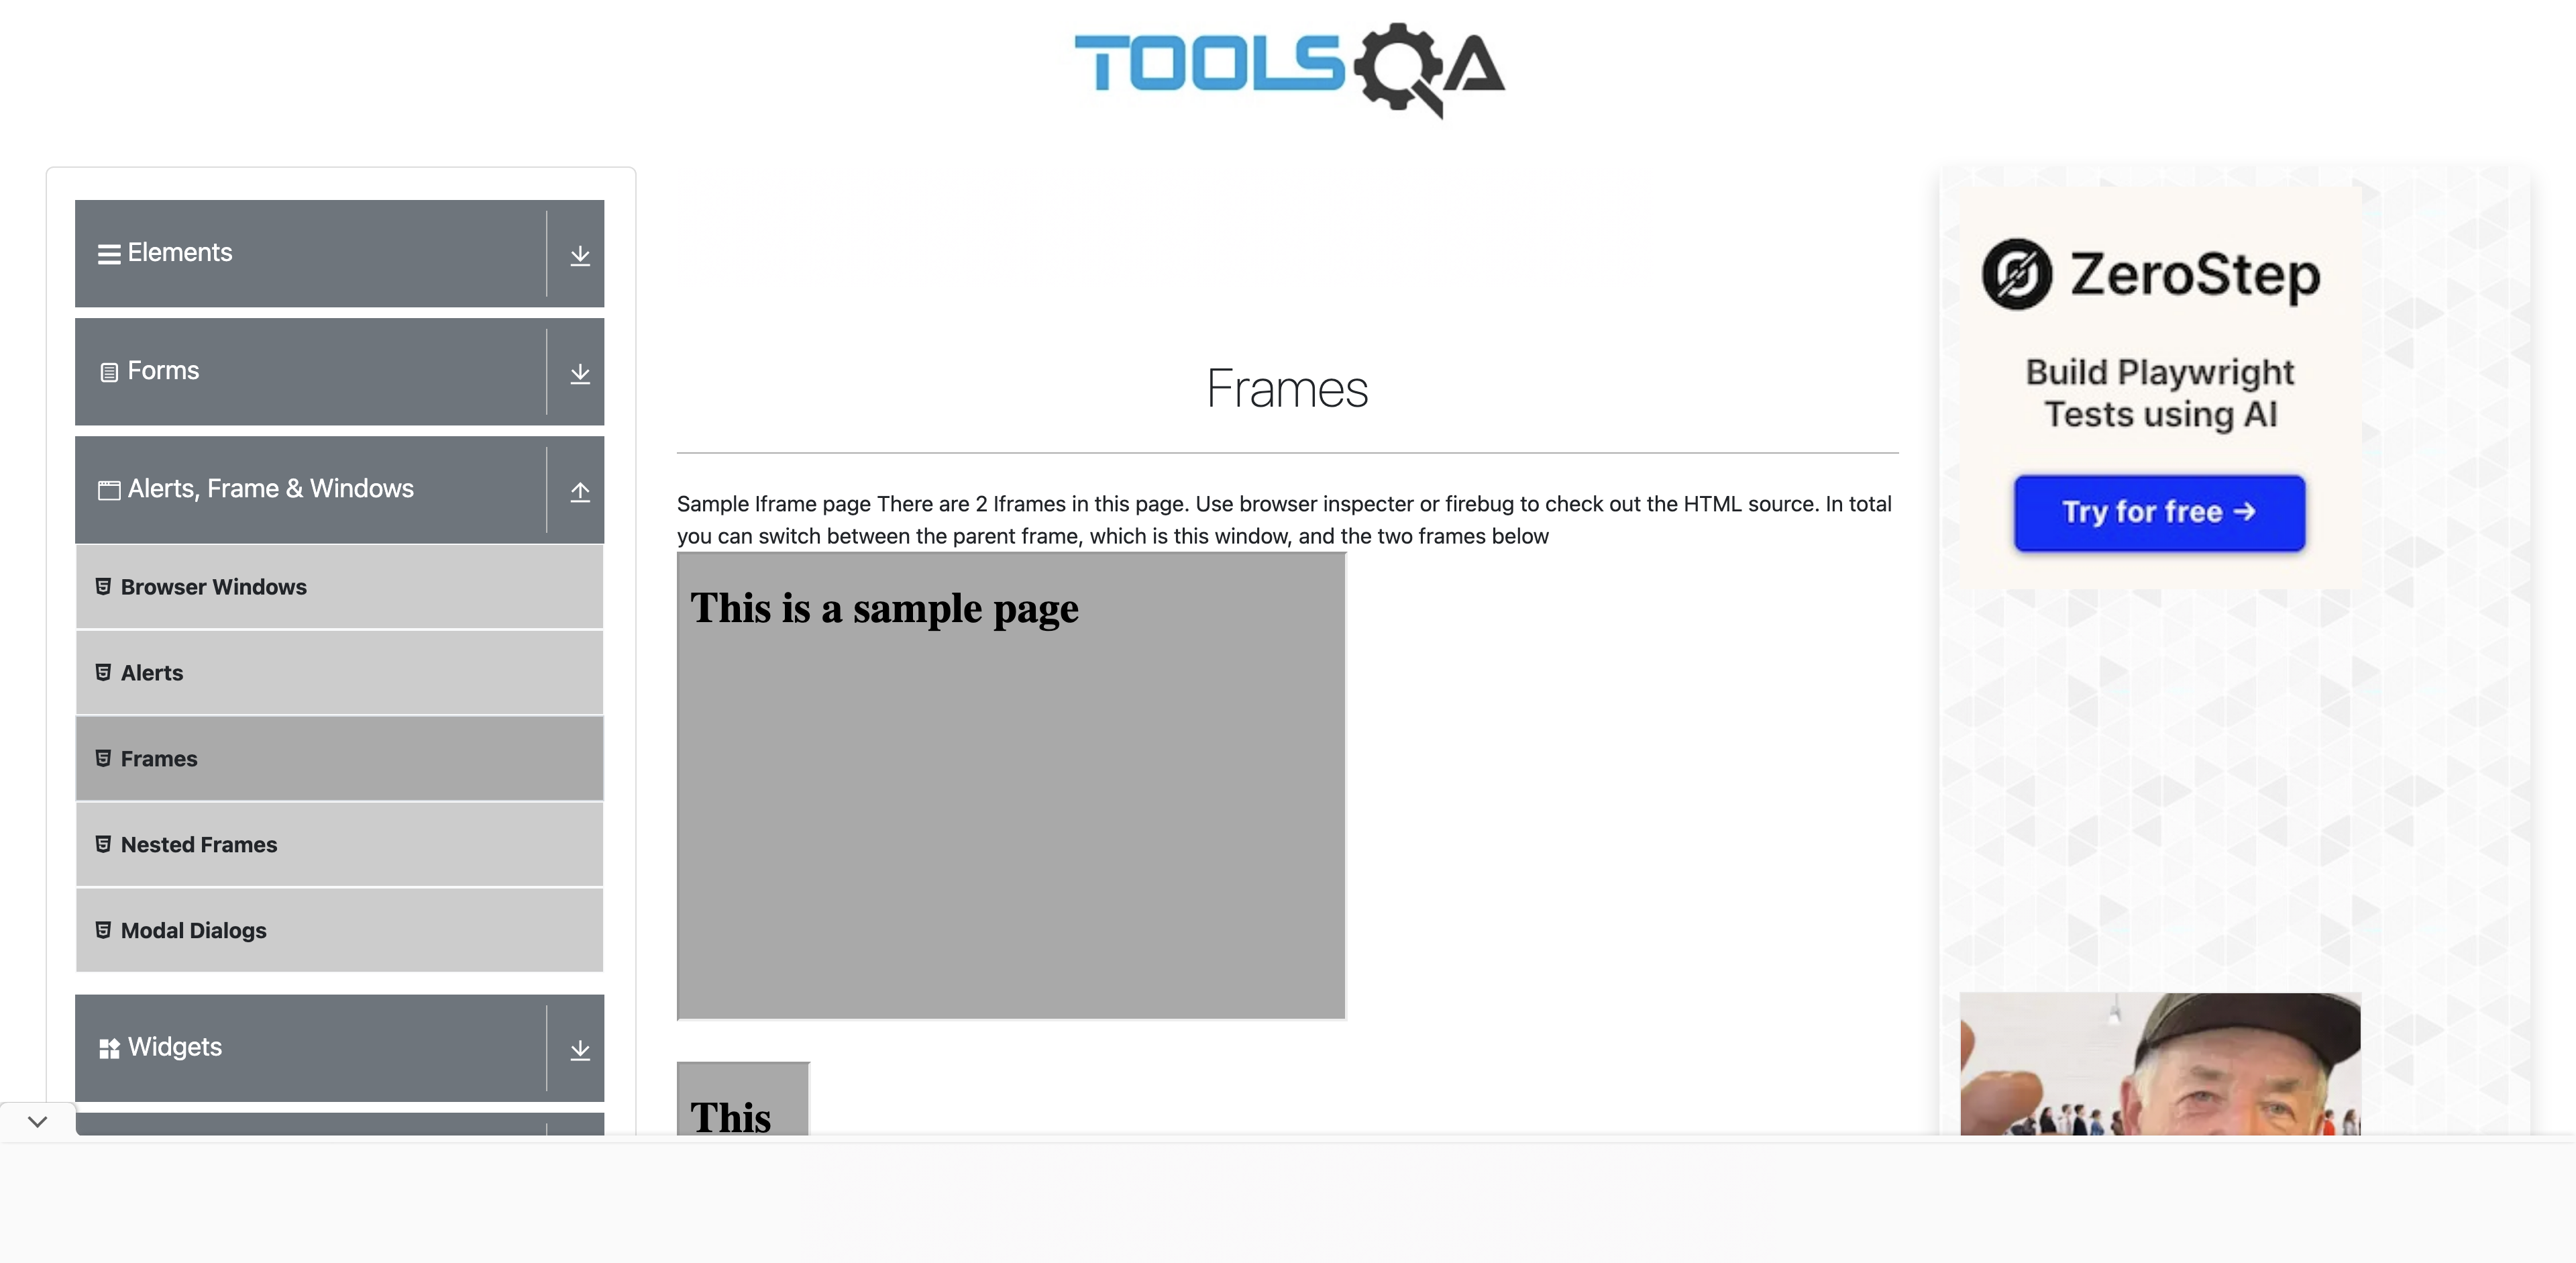 TOOLSQA
Elements
Forms
Alerts, Frame & Windows
Browser Windows
Alerts
Frames
Nested Frames
Modal Dialogs
Widgets
Frames
Sample Iframe page There are 2 Iframes in this page. Use browser inspecter or firebug to check out the HTML source. In total
you can switch between the parent frame, which is this window, and the two frames below
This is a sample page
This
ZeroStep
Build Playwright
Tests using AI
Try for free →